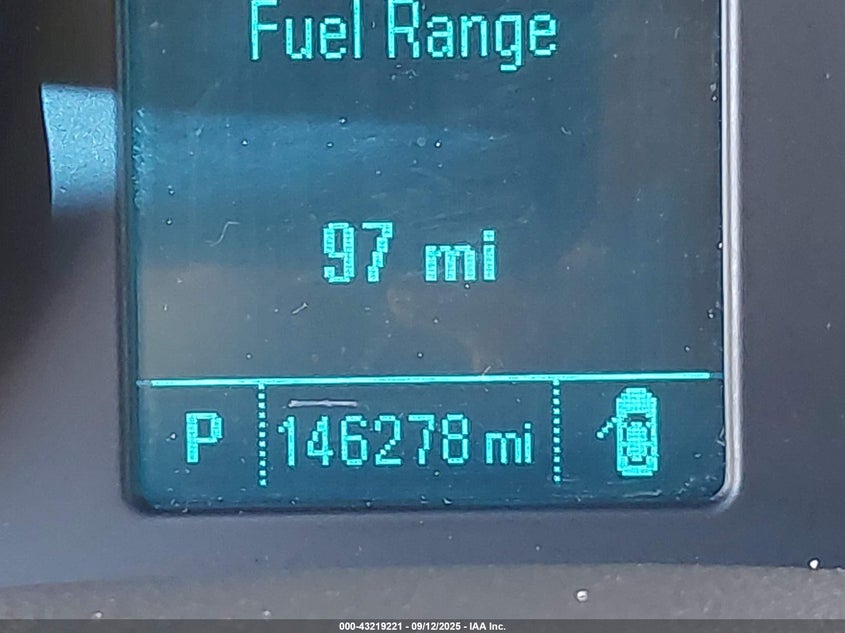 Fuel Range
97 mi
P 146278 mi
000-43219221 - 09/12/2025 - IAA Inc.